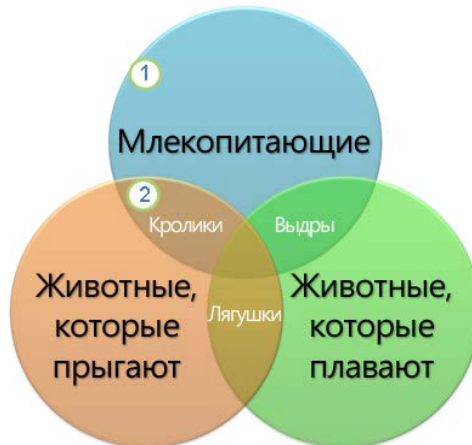 1
Млекопитающие
2
Кролики
Выдры
Животные,
которые
прыгают
Лягушки
Животные,
которые
плавают